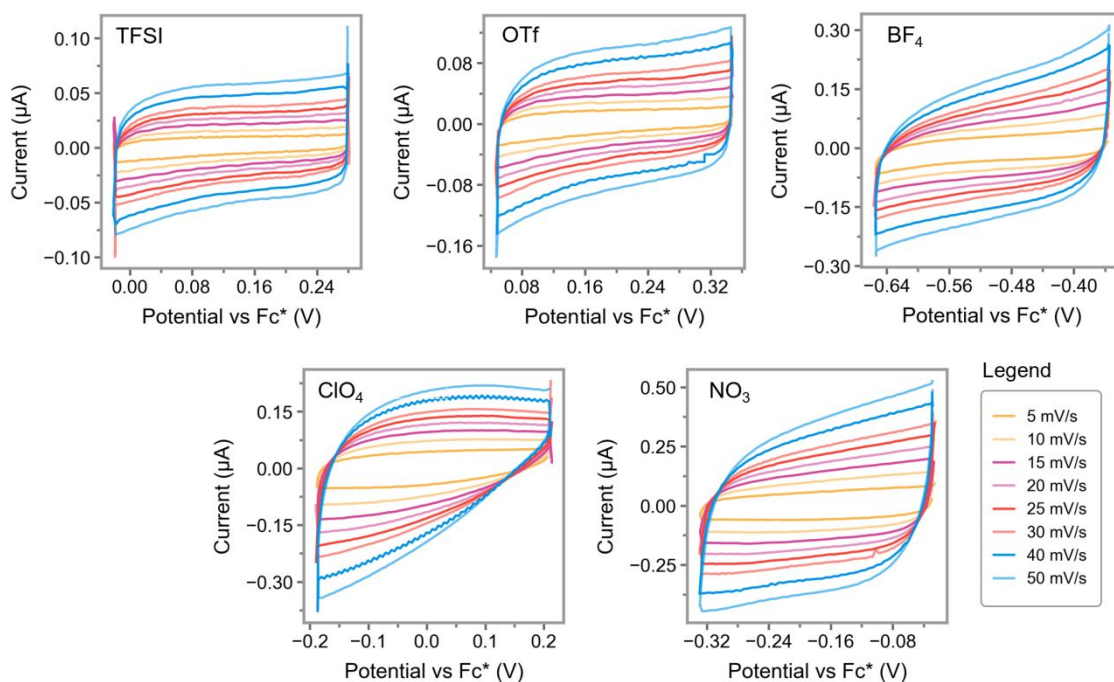 TFSI
0.10
0.05
0.00
−0.05
−0.10
Current (µA)
0.00 0.08 0.16 0.24
Potential vs Fc* (V)
OTf
0.08
0.00
−0.08
−0.16
Current (µA)
0.08 0.16 0.24 0.32
Potential vs Fc* (V)
BF₄
0.30
0.15
0.00
−0.15
−0.30
Current (µA)
−0.64 −0.56 −0.48 −0.40
Potential vs Fc* (V)
ClO₄
0.15
0.00
−0.15
−0.30
Current (µA)
−0.2 −0.1 0.0 0.1 0.2
Potential vs Fc* (V)
NO₃
0.50
0.25
0.00
−0.25
Current (µA)
−0.32 −0.24 −0.16 −0.08
Potential vs Fc* (V)
Legend
5 mV/s
10 mV/s
15 mV/s
20 mV/s
25 mV/s
30 mV/s
40 mV/s
50 mV/s